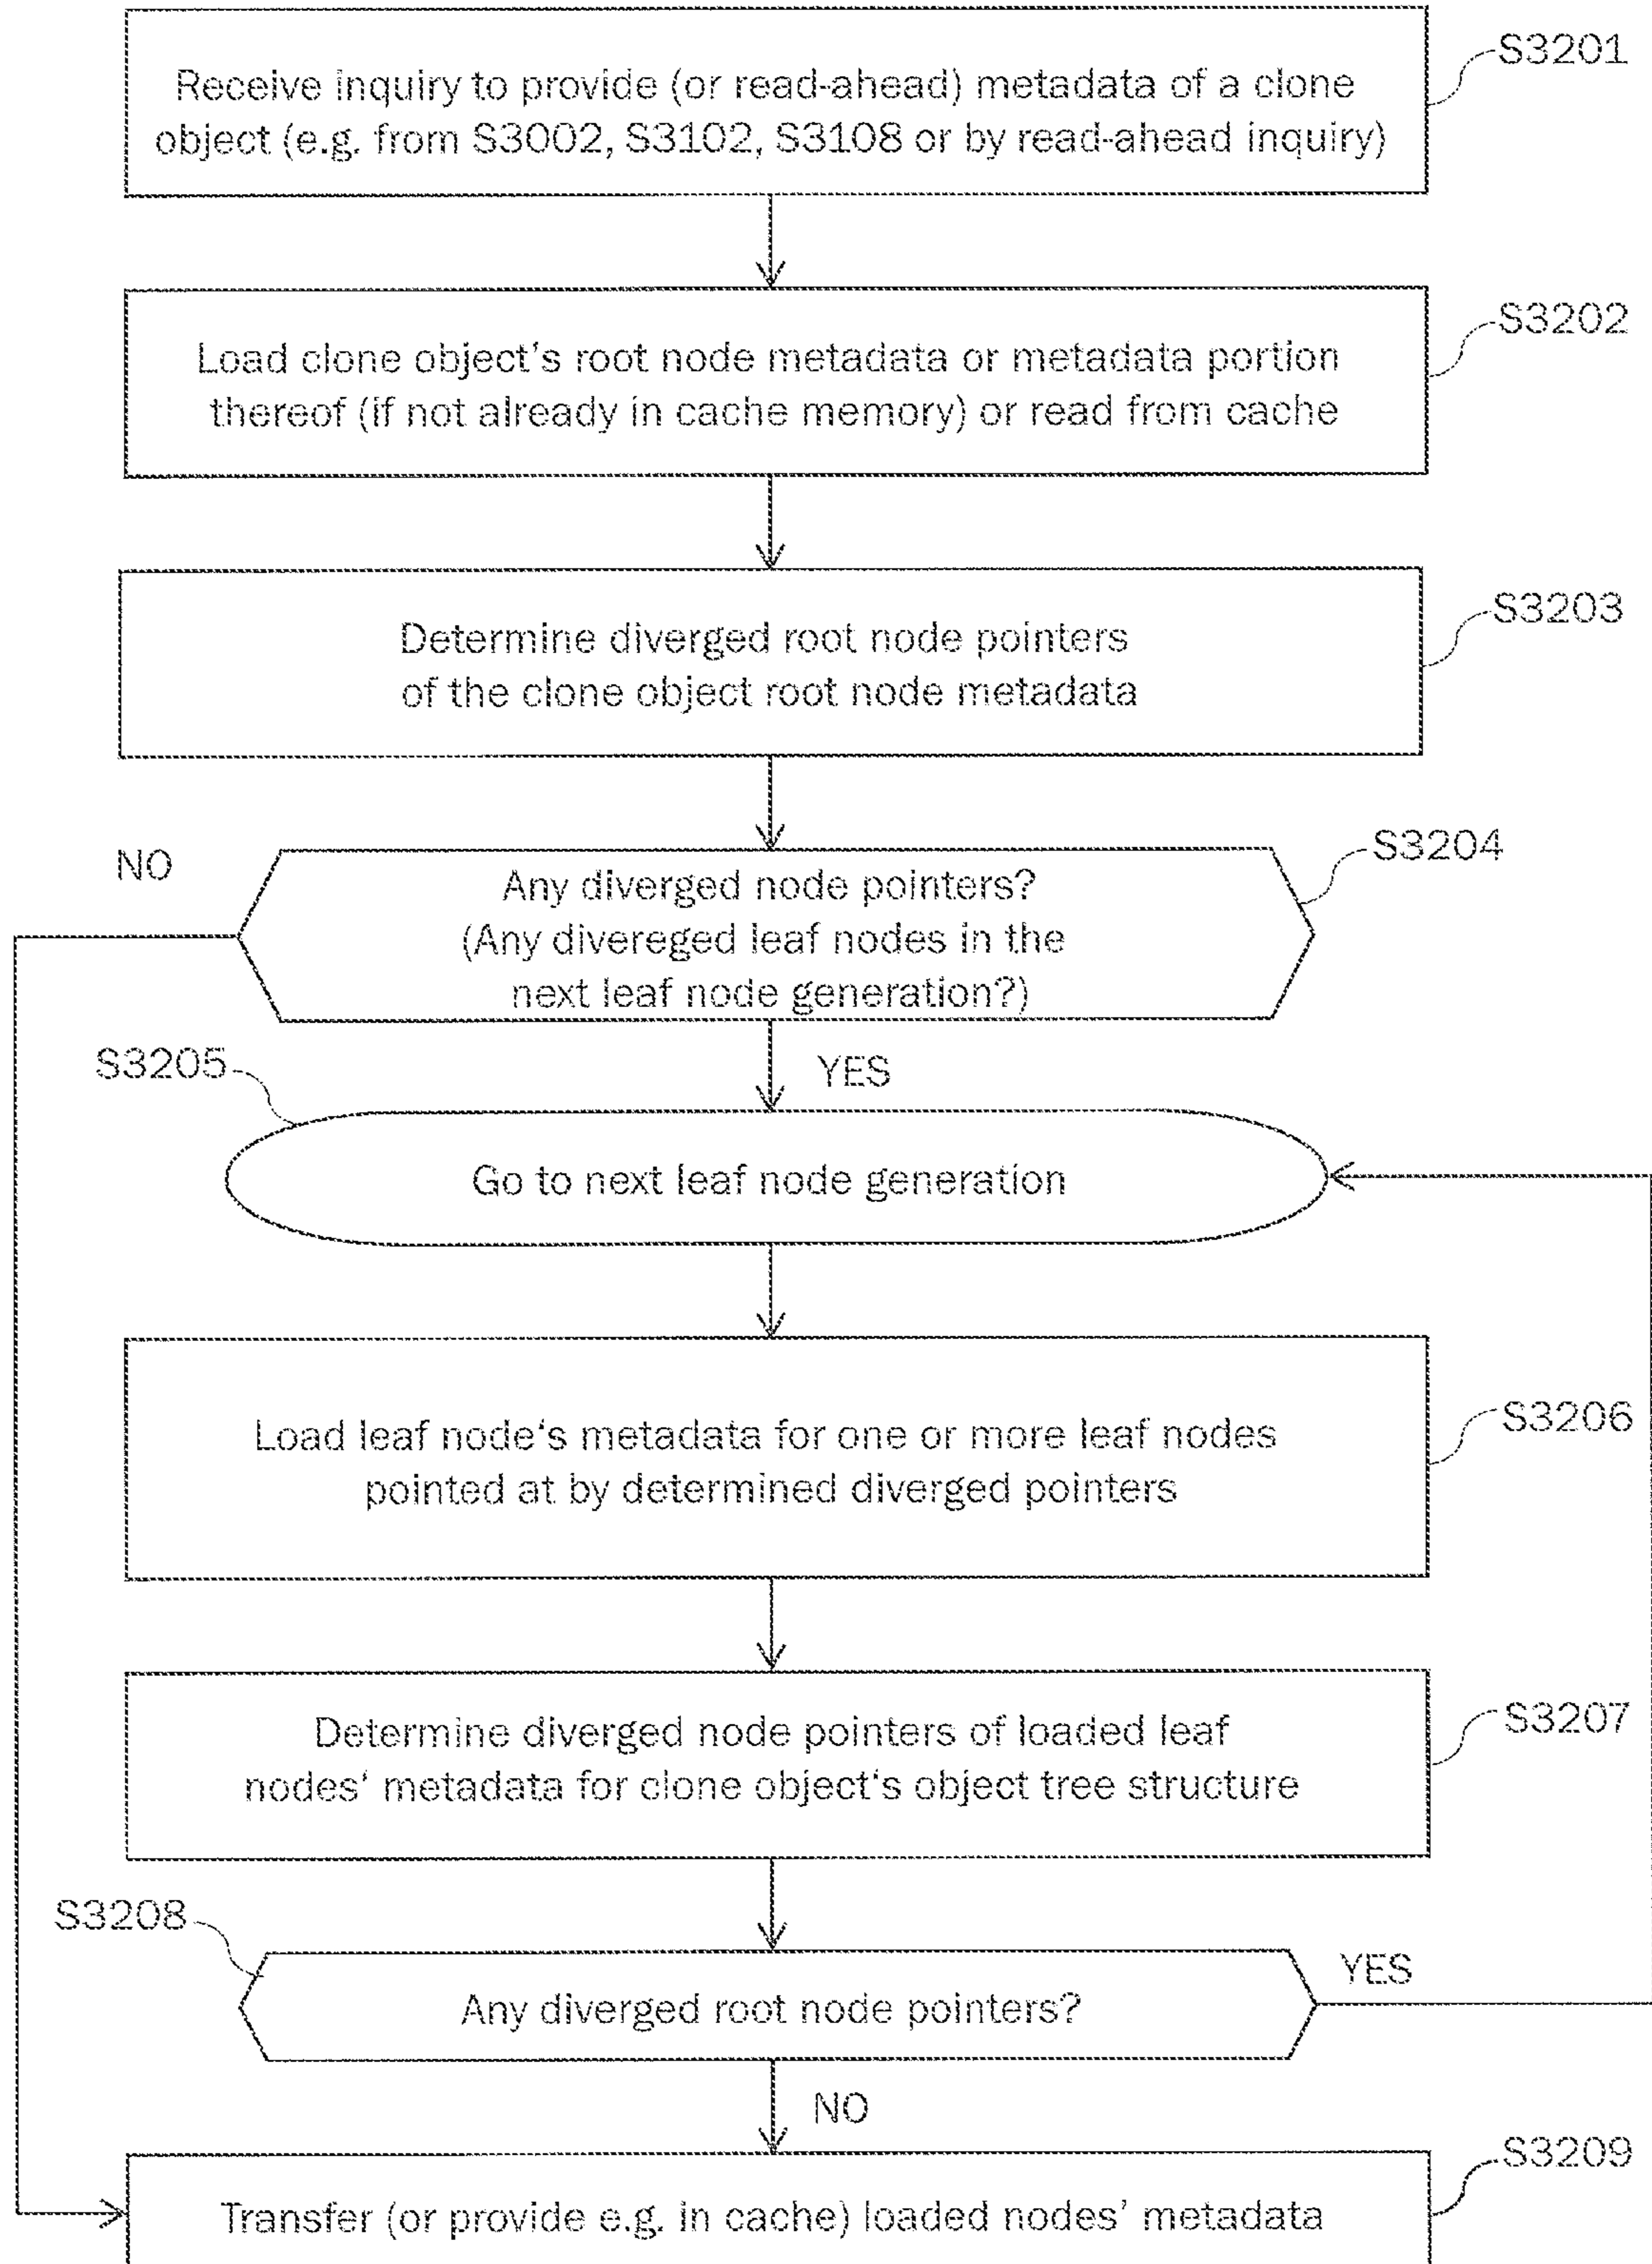 S3201
Receive inquiry to provide (or read-ahead) metadata of a clone
object (e.g. from S3002, S3102, S3108 or by read-ahead inquiry)
S3202
Load clone object's root node metadata or metadata portion
thereof (if not already in cache memory) or read from cache
S3203
Determine diverged root node pointers
of the clone object root node metadata
S3204
NO
Any diverged node pointers?
(Any divereged leaf nodes in the
next leaf node generation?)
S3205
YES
Go to next leaf node generation
S3206
Load leaf node‘s metadata for one or more leaf nodes
pointed at by determined diverged pointers
S3207
Determine diverged node pointers of loaded leaf
nodes‘ metadata for clone object‘s object tree structure
S3208
YES
Any diverged root node pointers?
NO
S3209
Transfer (or provide e.g. in cache) loaded nodes’ metadata